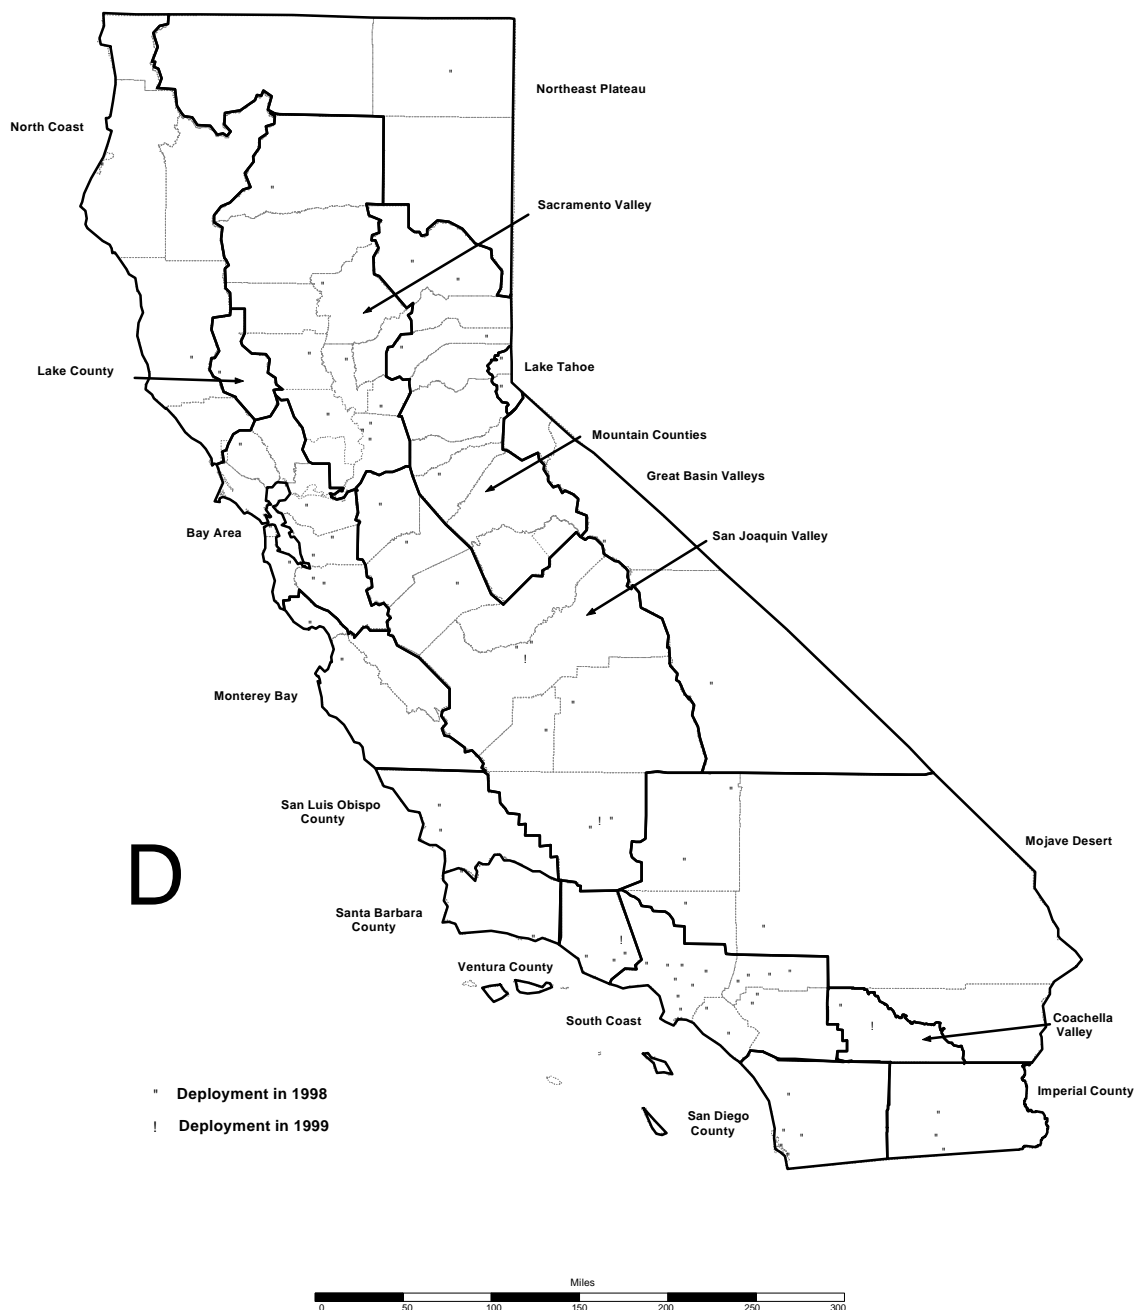 Northeast Plateau
North Coast
Sacramento Valley
Lake County
Lake Tahoe
Mountain Counties
Great Basin Valleys
Bay Area
San Joaquin Valley
Monterey Bay
San Luis Obispo
County
Mojave Desert
D
Santa Barbara
County
Ventura County
South Coast
Coachella
Valley
Imperial County
" Deployment in 1998
San Diego
County
! Deployment in 1999
Miles
0 50 100 150 200 250 300